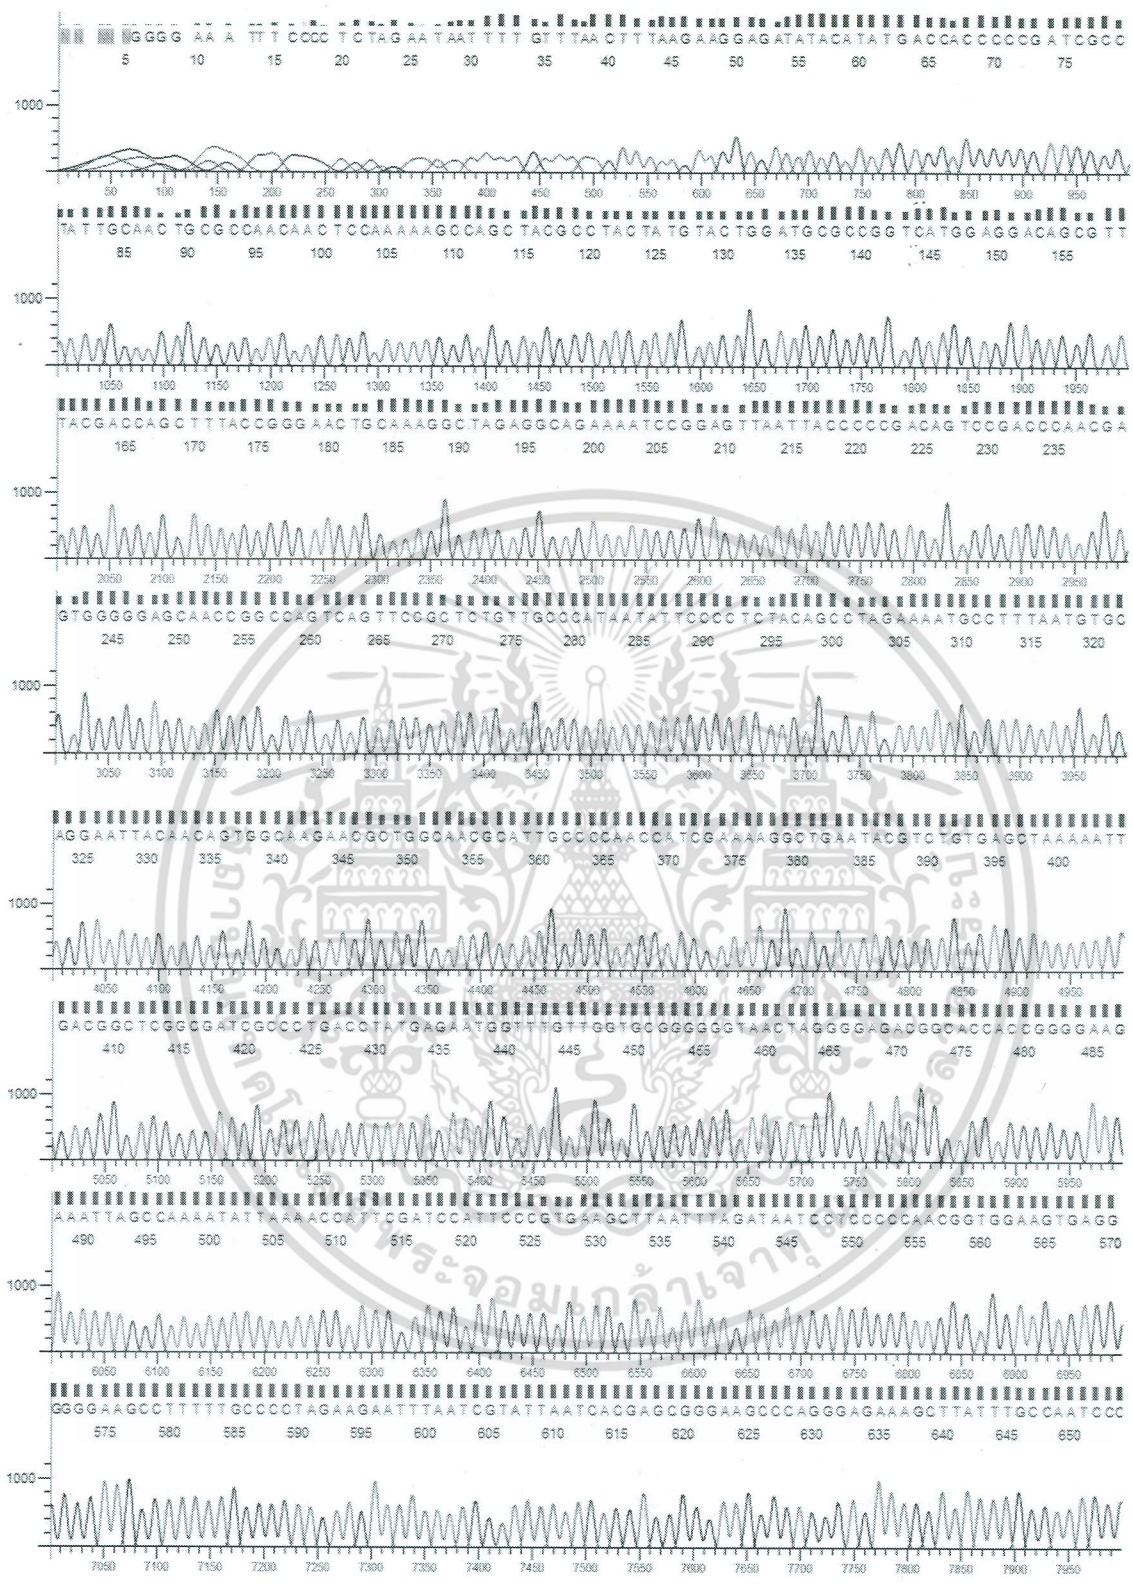 GGGG AA A TTT CCCC T CTAGAATAATTTTGTTTAACTTTAAGAAGGAGATATACATATGACCACCCCCGATCGCC
5 10 15 20 25 30 35 40 45 50 55 60 65 70 75
1000
50 100 150 200 250 300 350 400 450 500 550 600 650 700 750 800 850 900 950
TATTGCAACTGCGCCAACAACTCCAAAAAGCCAGCTACGCCTACTATGTACTGGATGCGCCGGTCATGGAGGACAGCGTT
85 90 95 100 105 110 115 120 125 130 135 140 145 150 155
1000
1050 1100 1150 1200 1250 1300 1350 1400 1450 1500 1550 1600 1650 1700 1750 1800 1850 1900 1950
TACGACCAGCTTTACCGGGAACTGCAAAGGCTAGAGGCAGAAAATCCGGAGTTAATTACCCCCGACAGTCCGACCCAACGA
165 170 175 180 185 190 195 200 205 210 215 220 225 230 235
1000
2050 2100 2150 2200 2250 2300 2350 2400 2450 2500 2550 2600 2650 2700 2750 2800 2850 2900 2950
GTGGGGGAGCAACCGGCCAGTCAGTTCCGCTCTGTTGCCCATAATATTCCCCTCTACAGCCTAGAAAATGCCTTTAATGTGC
245 250 255 260 265 270 275 280 285 290 295 300 305 310 315 320
1000
3050 3100 3150 3200 3250 3300 3350 3400 3450 3500 3550 3600 3650 3700 3750 3800 3850 3900 3950
AGGAATTACAACAGTGGCAAGAACGCTGGCAACGCATTGCCCCCAACCATCGAAAAGGCTGAATACGTCTGTGAGCTAAAAATT
325 330 335 340 345 350 355 360 365 370 375 380 385 390 395 400
1000
4050 4100 4150 4200 4250 4300 4350 4400 4450 4500 4550 4600 4650 4700 4750 4800 4850 4900 4950
GACGGCTCGGCGATCGCCCTGACCTATGAGAATGGTTTGTTGGTGCGGGGGGTAACTAGGGGAGACGGCACCACCGGGGAAG
410 415 420 425 430 435 440 445 450 455 460 465 470 475 480 485
1000
5050 5100 5150 5200 5250 5300 5350 5400 5450 5500 5550 5600 5650 5700 5750 5800 5850 5900 5950
AAATTAGCCAAAATATTAAAACCATTCGATCCATTCCCGTGAAGCTTAATTTAGATAATCCTCCCCCAACGGTGGAAGTGAGG
490 495 500 505 510 515 520 525 530 535 540 545 550 555 560 565 570
1000
6050 6100 6150 6200 6250 6300 6350 6400 6450 6500 6550 6600 6650 6700 6750 6800 6850 6900 6950
GGGGAAGCCTTTTTGCCCCTAGAAGAATTTAATCGTATTAATCACGAGCGGGAAGCCCAGGGAGAAAGCTTATTTGCCAATCCC
575 580 585 590 595 600 605 610 615 620 625 630 635 640 645 650
1000
7050 7100 7150 7200 7250 7300 7350 7400 7450 7500 7550 7600 7650 7700 7750 7800 7850 7900 7950